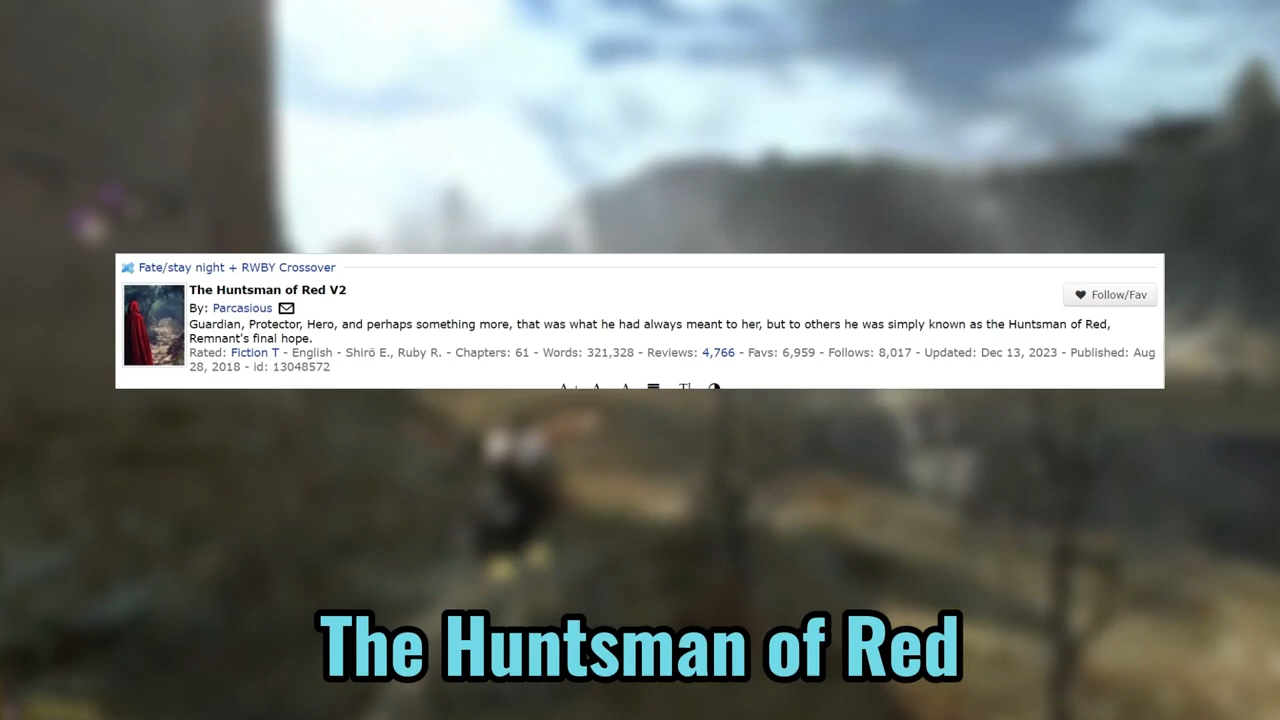 Fate/stay night + RWBY Crossover
The Huntsman of Red V2
By: Parcasious
Follow/Fav
Guardian, Protector, Hero, and perhaps something more, that was what he had always meant to her, but to others he was simply known as the Huntsman of Red,
Remnant's final hope.
Rated: Fiction T - English - Shirō E., Ruby R. - Chapters: 61 - Words: 321,328 - Reviews: 4,766 - Favs: 6,959 - Follows: 8,017 - Updated: Dec 13, 2023 - Published: Aug
28, 2018 - id: 13048572
The Huntsman of Red